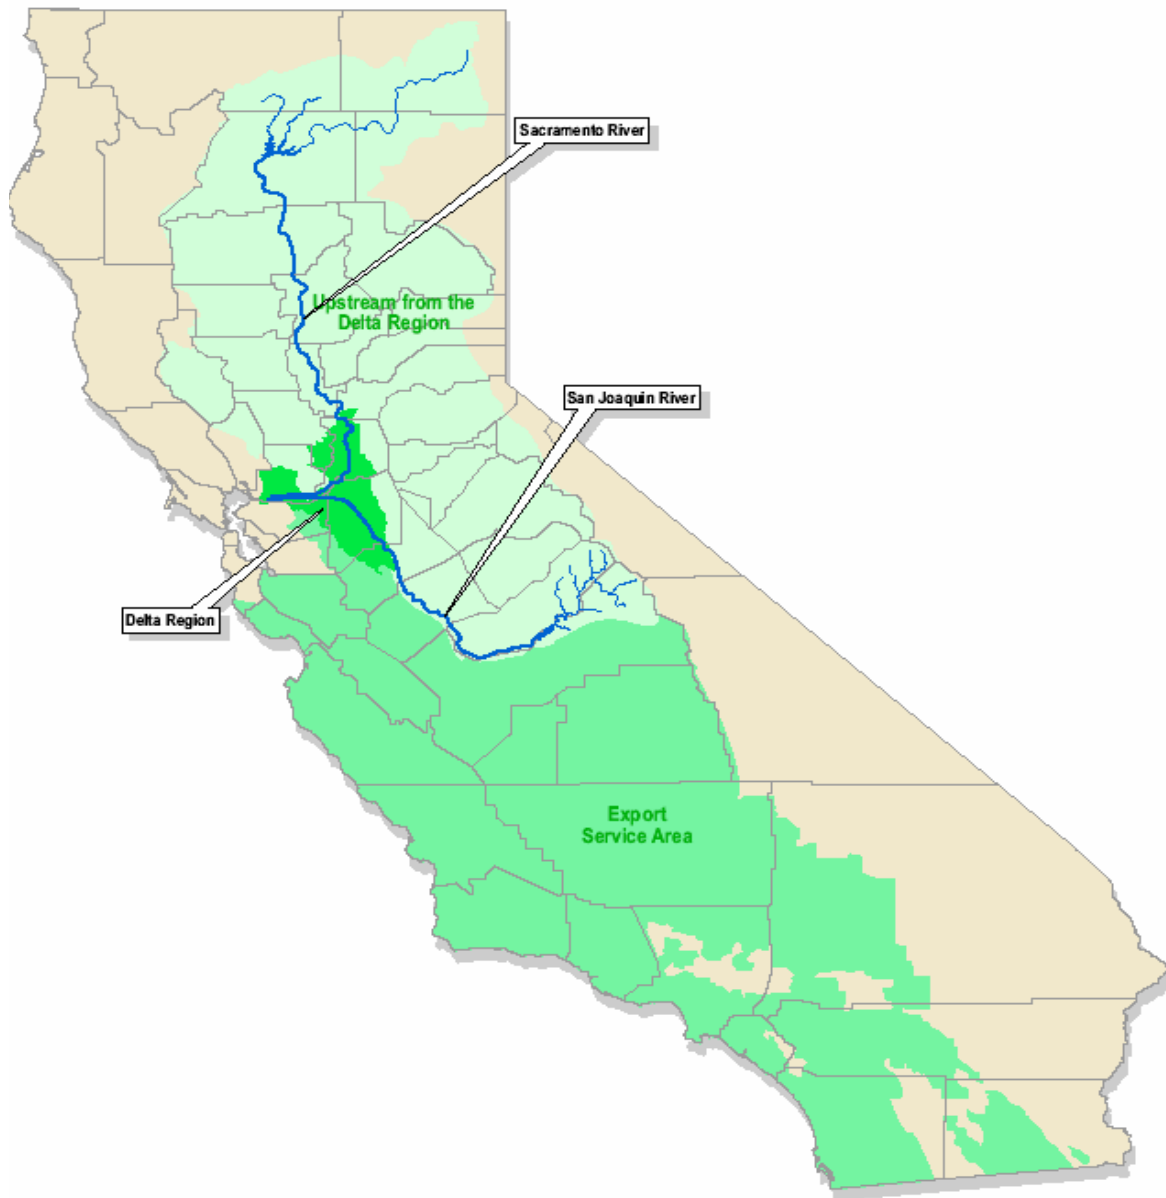 Sacramento River
Upstream from the
Delta Region
San Joaquin River
Delta Region
Export
Service Area